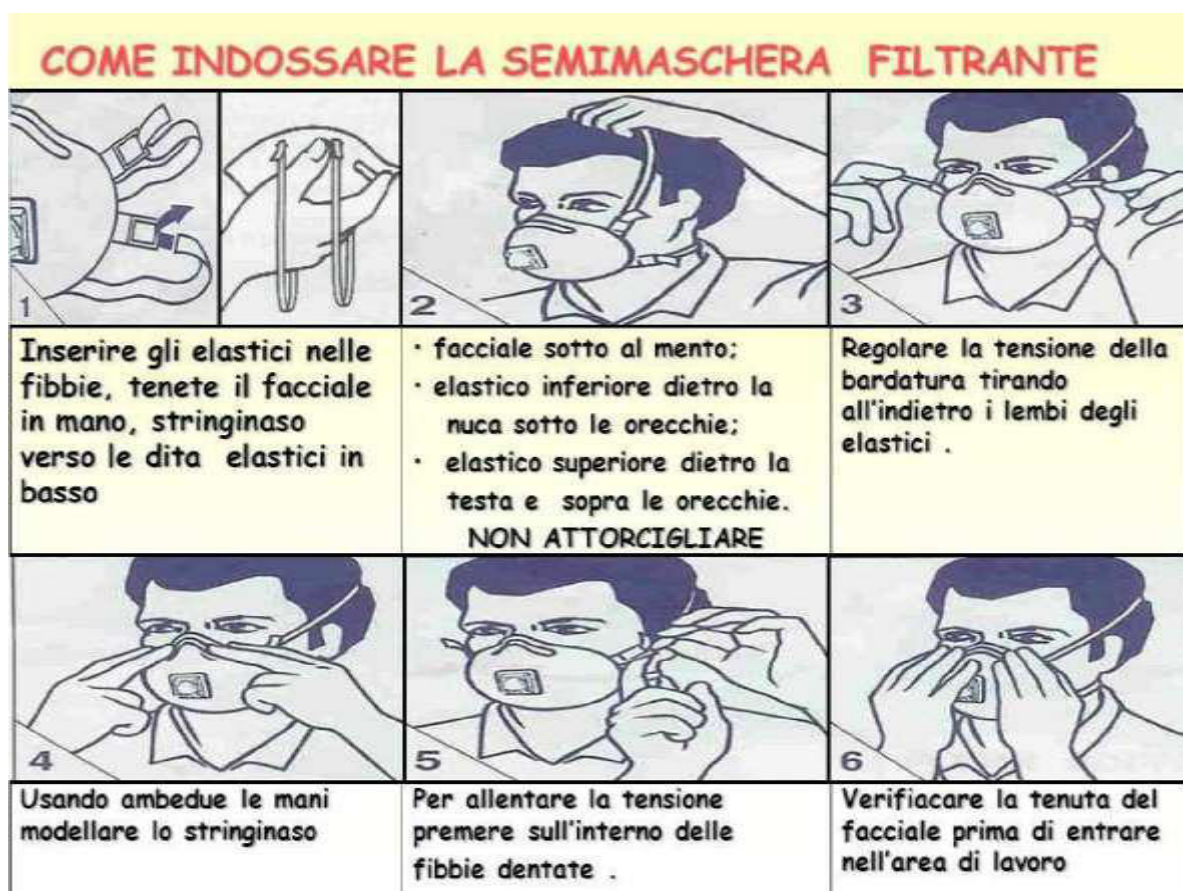 COME INDOSSARE LA SEMIMASCHERA FILTRANTE
1
Inserire gli elastici nelle
fibbie, tenete il facciale
in mano, stringinaso
verso le dita elastici in
basso
2
· facciale sotto al mento;
· elastico inferiore dietro la
nuca sotto le orecchie;
· elastico superiore dietro la
testa e sopra le orecchie.
NON ATTORCIGLIARE
3
Regolare la tensione della
bardatura tirando
all'indietro i lembi degli
elastici .
4
Usando ambedue le mani
modellare lo stringinaso
5
Per allentare la tensione
premere sull'interno delle
fibbie dentate .
6
Verifiacare la tenuta del
facciale prima di entrare
nell'area di lavoro